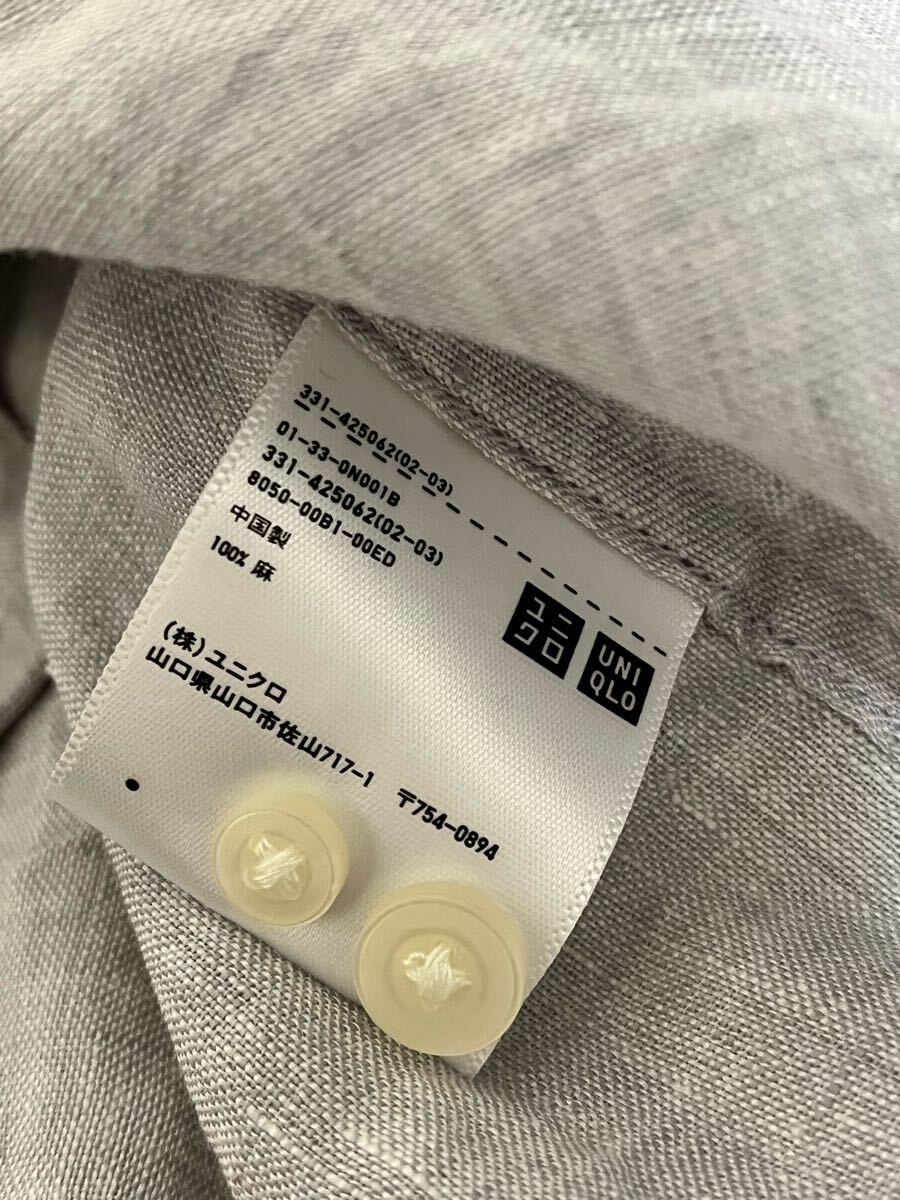 331-425062(02-03)
01-33-0N001B
331-425062(02-03)
8050-00B1-00ED
中国製
100% 麻
ユニ
クロ
UNI
QLO
(株)ユニクロ
山口県山口市佐山717-1 〒754-0894